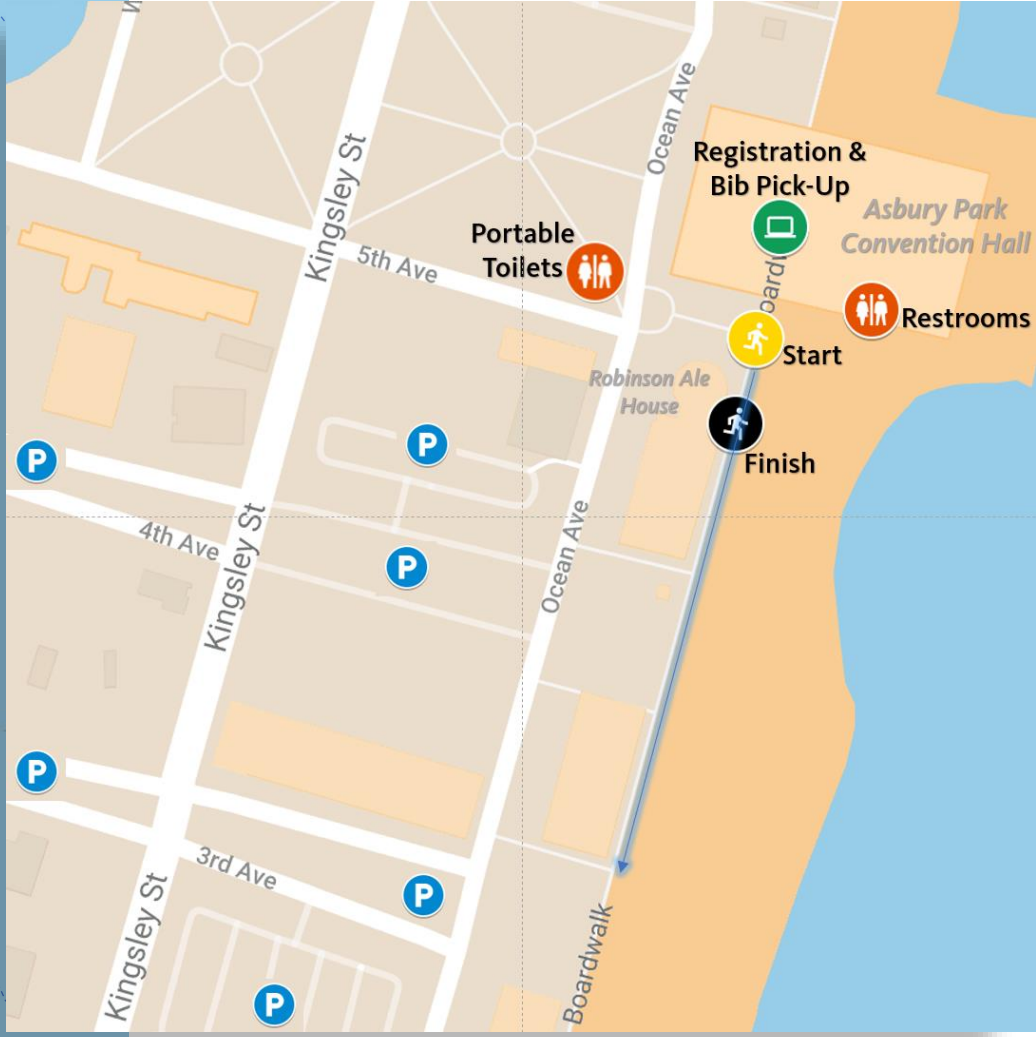 Kingsley St
Ocean Ave
Registration &
Bib Pick-Up
Asbury Park
Convention Hall
Portable
Toilets
5th Ave
Restrooms
Start
Robinson Ale
House
Finish
P
P
4th Ave
Kingsley St
P
Ocean Ave
P
3rd Ave
P
Kingsley St
Boardwalk
P